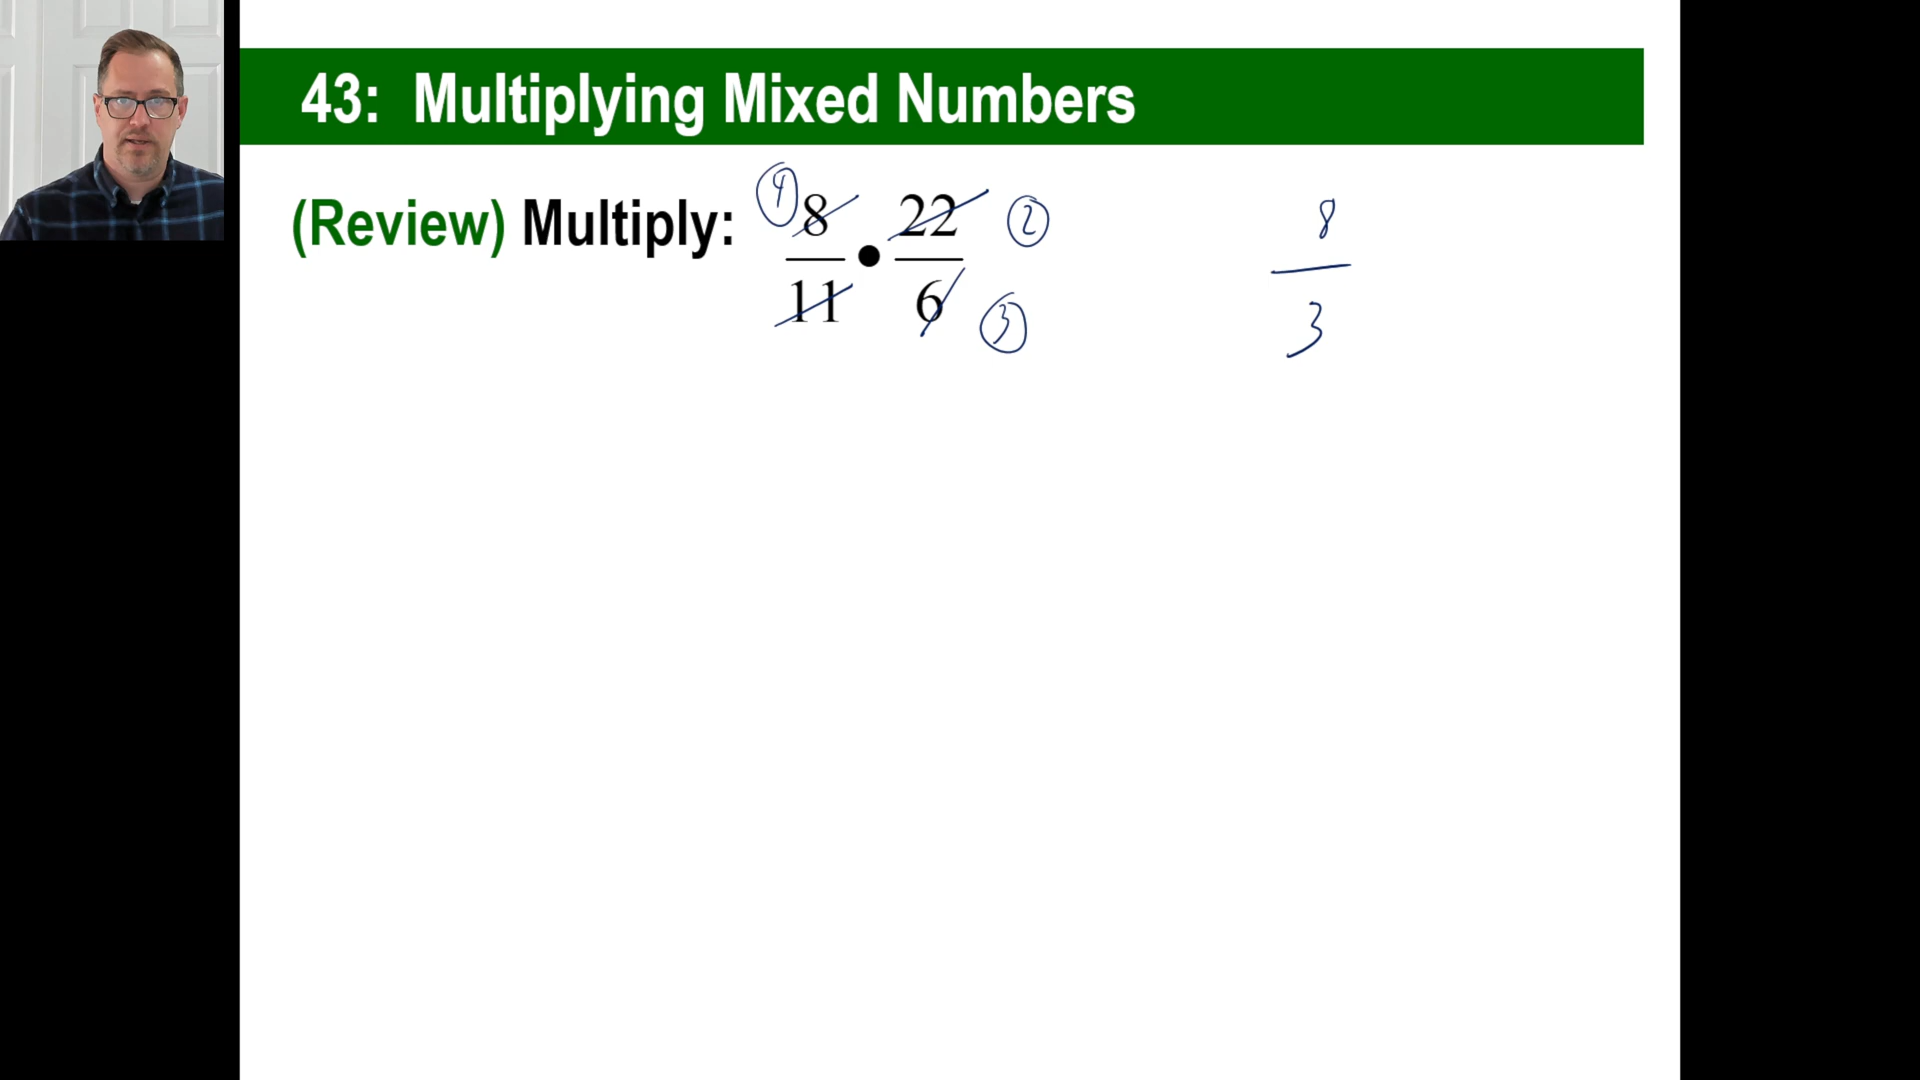 43: Multiplying Mixed Numbers
(Review) Multiply: ④ 8/11 • 22/6 ② ③
8/3